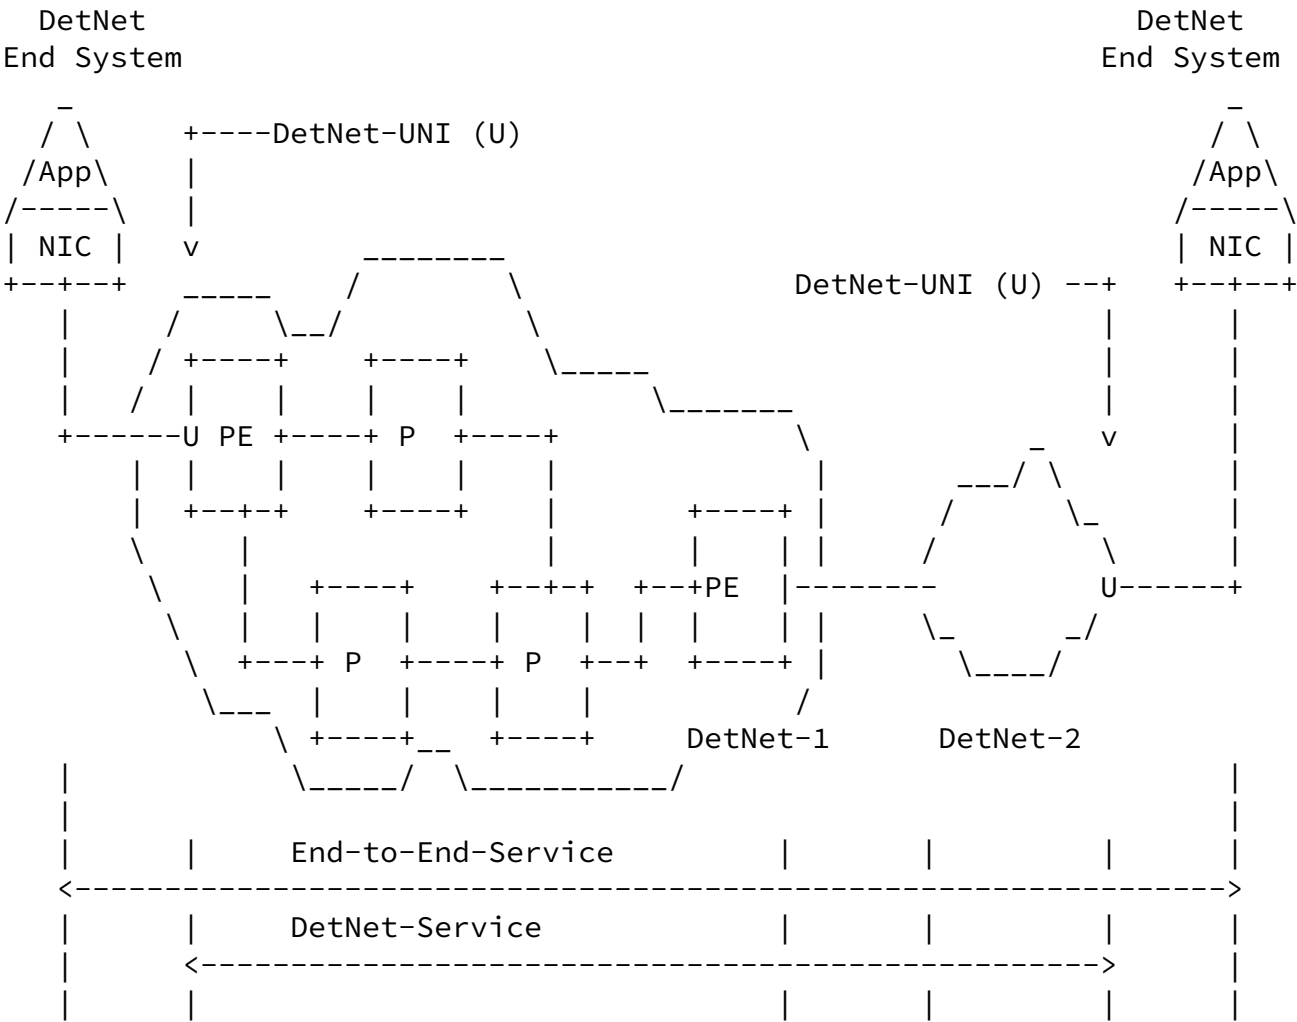 DetNet DetNet
End System End System
+----DetNet-UNI (U)
/App\ /App\
| NIC | | NIC |
DetNet-UNI (U) --+
U PE P
PE U
P P
DetNet-1 DetNet-2
End-to-End-Service
DetNet-Service